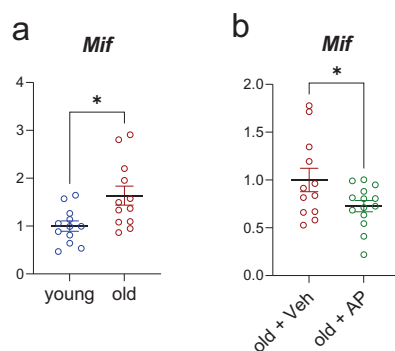 a
Mif
*
4
3
2
1
0
young old
b
Mif
*
2.0
1.5
1.0
0.5
0.0
old + Veh
old + AP